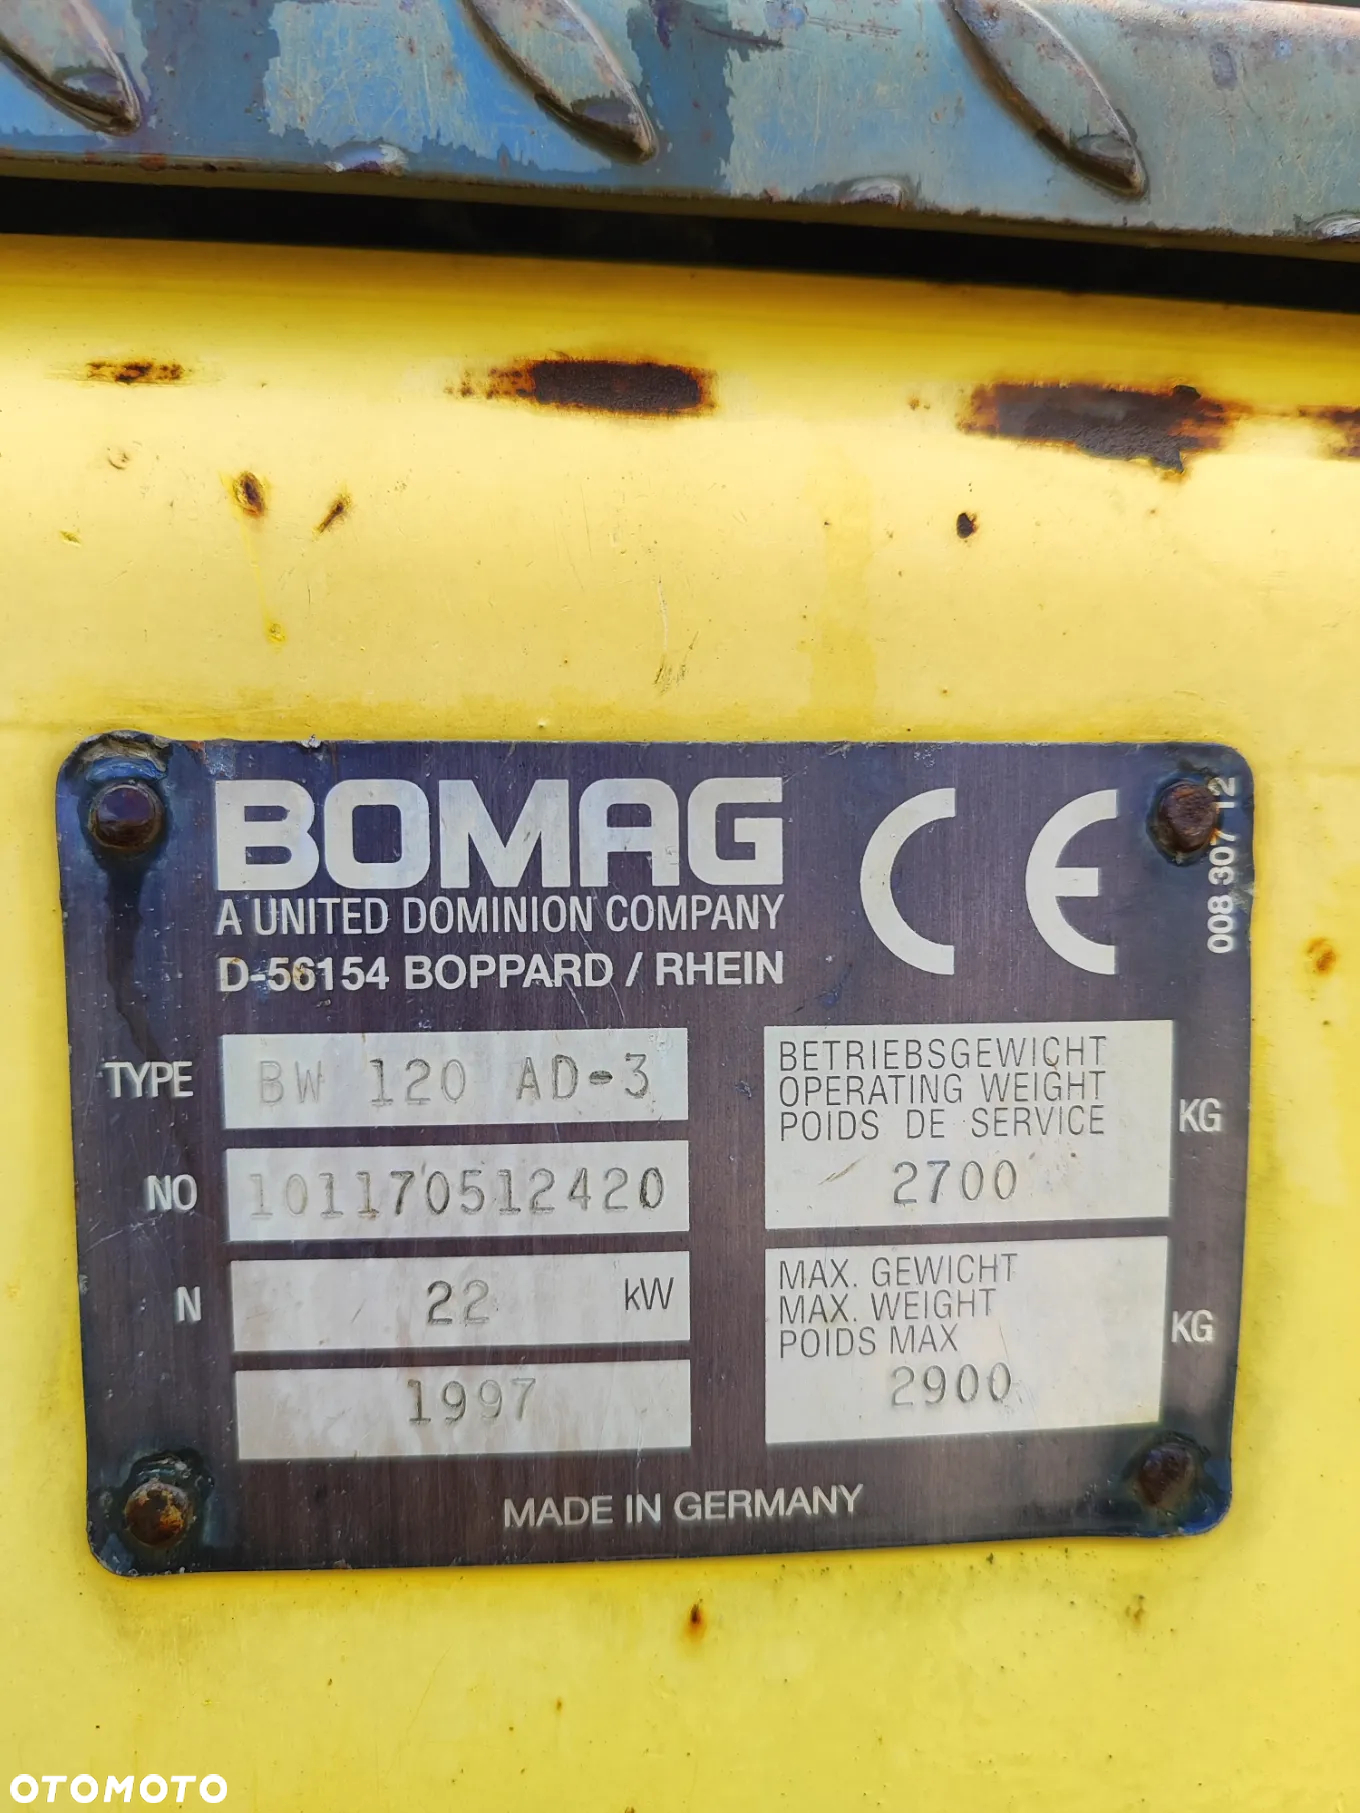 BOMAG
A UNITED DOMINION COMPANY
D-56154 BOPPARD / RHEIN
CE
008 307 12
TYPE BW 120 AD-3
NO 101170512420
N 22 kW
1997
BETRIEBSGEWICHT
OPERATING WEIGHT
POIDS DE SERVICE
2700 KG
MAX. GEWICHT
MAX. WEIGHT
POIDS MAX
2900 KG
MADE IN GERMANY
OTOMOTO